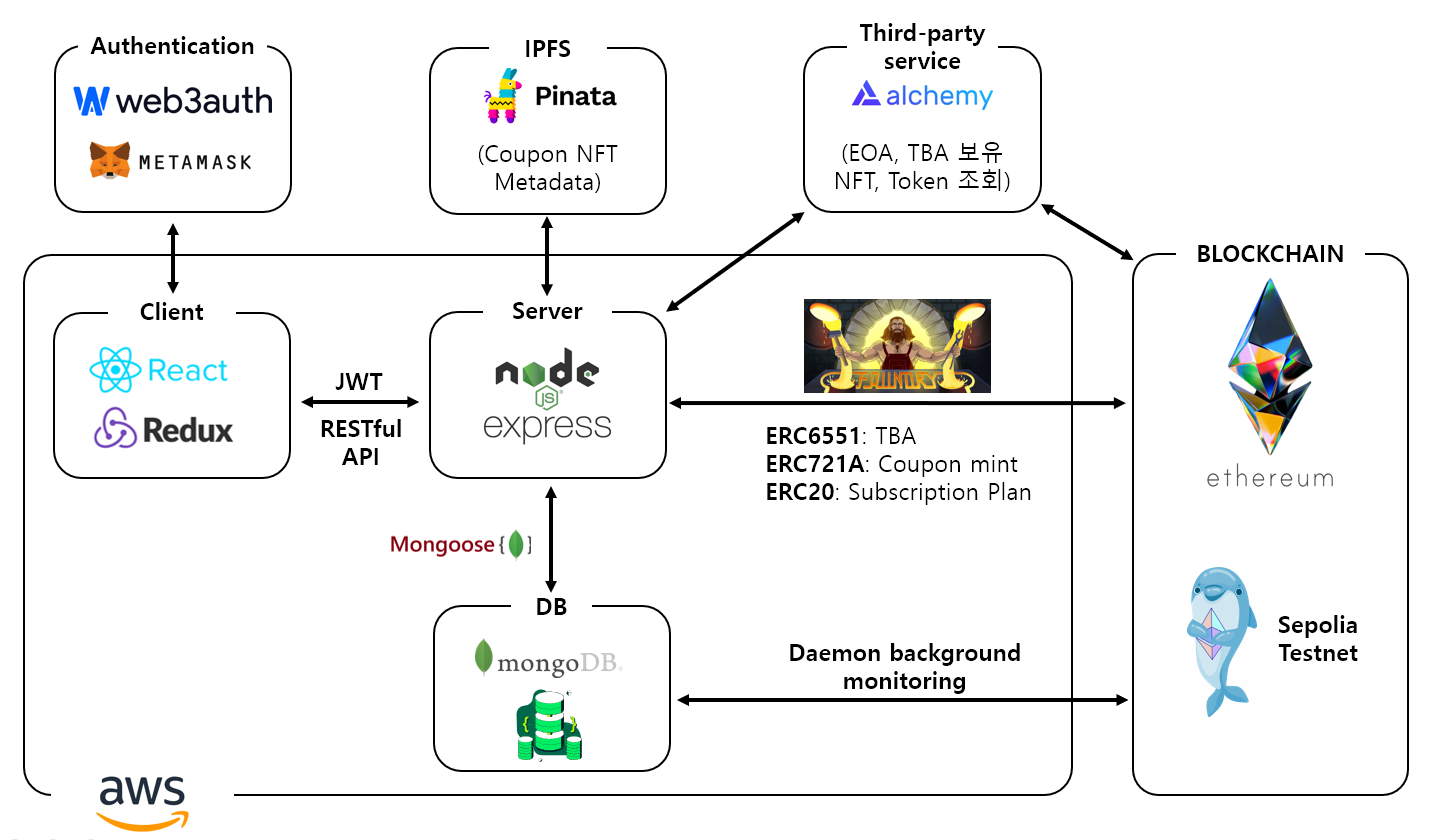 Authentication
web3auth
METAMASK
IPFS
Pinata
(Coupon NFT
Metadata)
Third-party
service
alchemy
(EOA, TBA 보유
NFT, Token 조회)
Client
React
Redux
JWT
RESTful
API
Server
node
JS
express
FOUNDRY
ERC6551: TBA
ERC721A: Coupon mint
ERC20: Subscription Plan
BLOCKCHAIN
ethereum
Mongoose { }
DB
mongoDB
{ }
Daemon background
monitoring
Sepolia
Testnet
aws